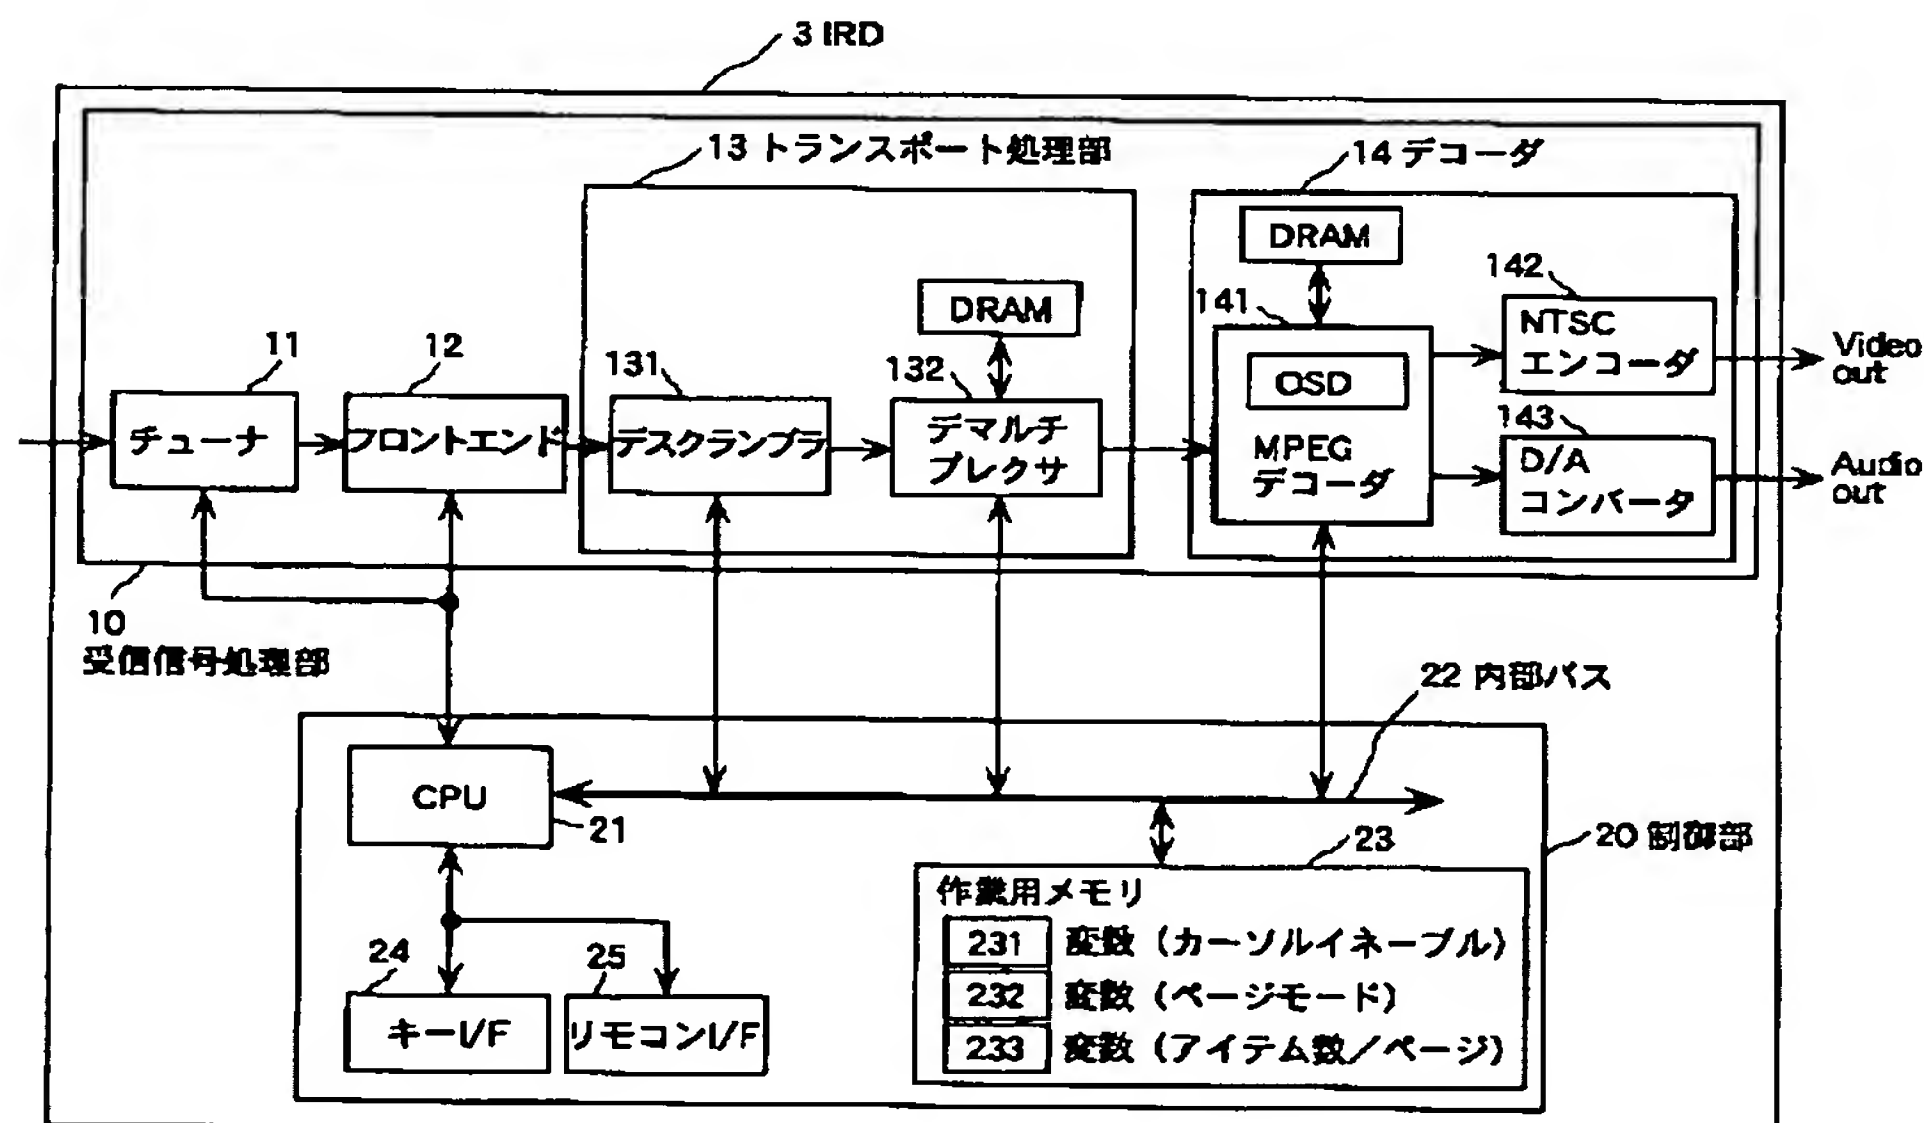 3 IRD
13 トランスポート処理部
14 デコーダ
DRAM
142
141
NTSC
エンコーダ
DRAM
11
12
131
132
OSD
Video
out
チューナ
フロントエンド
デスクランブラ
デマルチ
プレクサ
MPEG
デコーダ
143
D/A
コンバータ
Audio
out
10
受信信号処理部
22 内部バス
CPU
21
23
20 制御部
作業用メモリ
231 変数（カーソルイネーブル）
232 変数（ページモード）
233 変数（アイテム数／ページ）
24
25
キーI/F
リモコンI/F